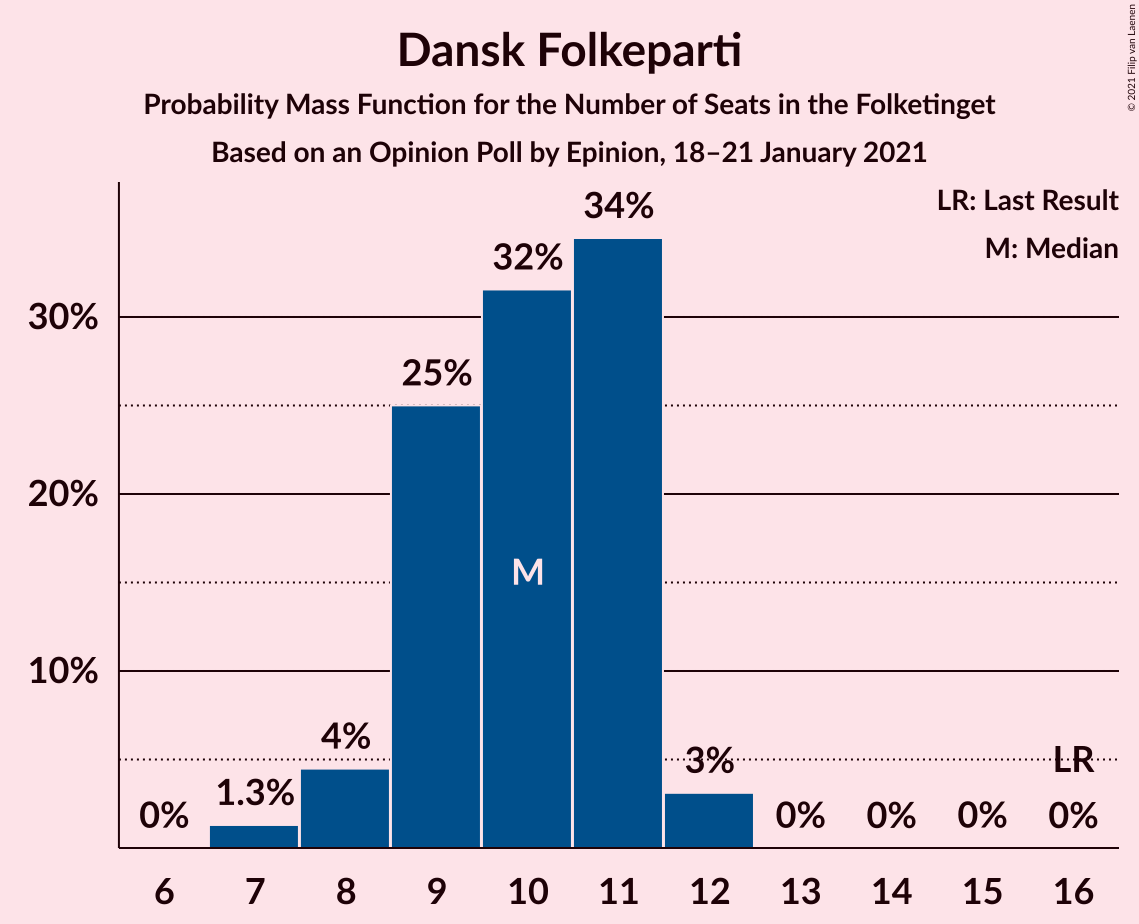 Dansk Folkeparti
Probability Mass Function for the Number of Seats in the Folketinget
Based on an Opinion Poll by Epinion, 18–21 January 2021
© 2021 Filip van Laenen
LR: Last Result
M: Median
34%
32%
30%
25%
20%
M
10%
4%
3%
LR
1.3%
0%
0%
0%
0%
0%
6 7 8 9 10 11 12 13 14 15 16